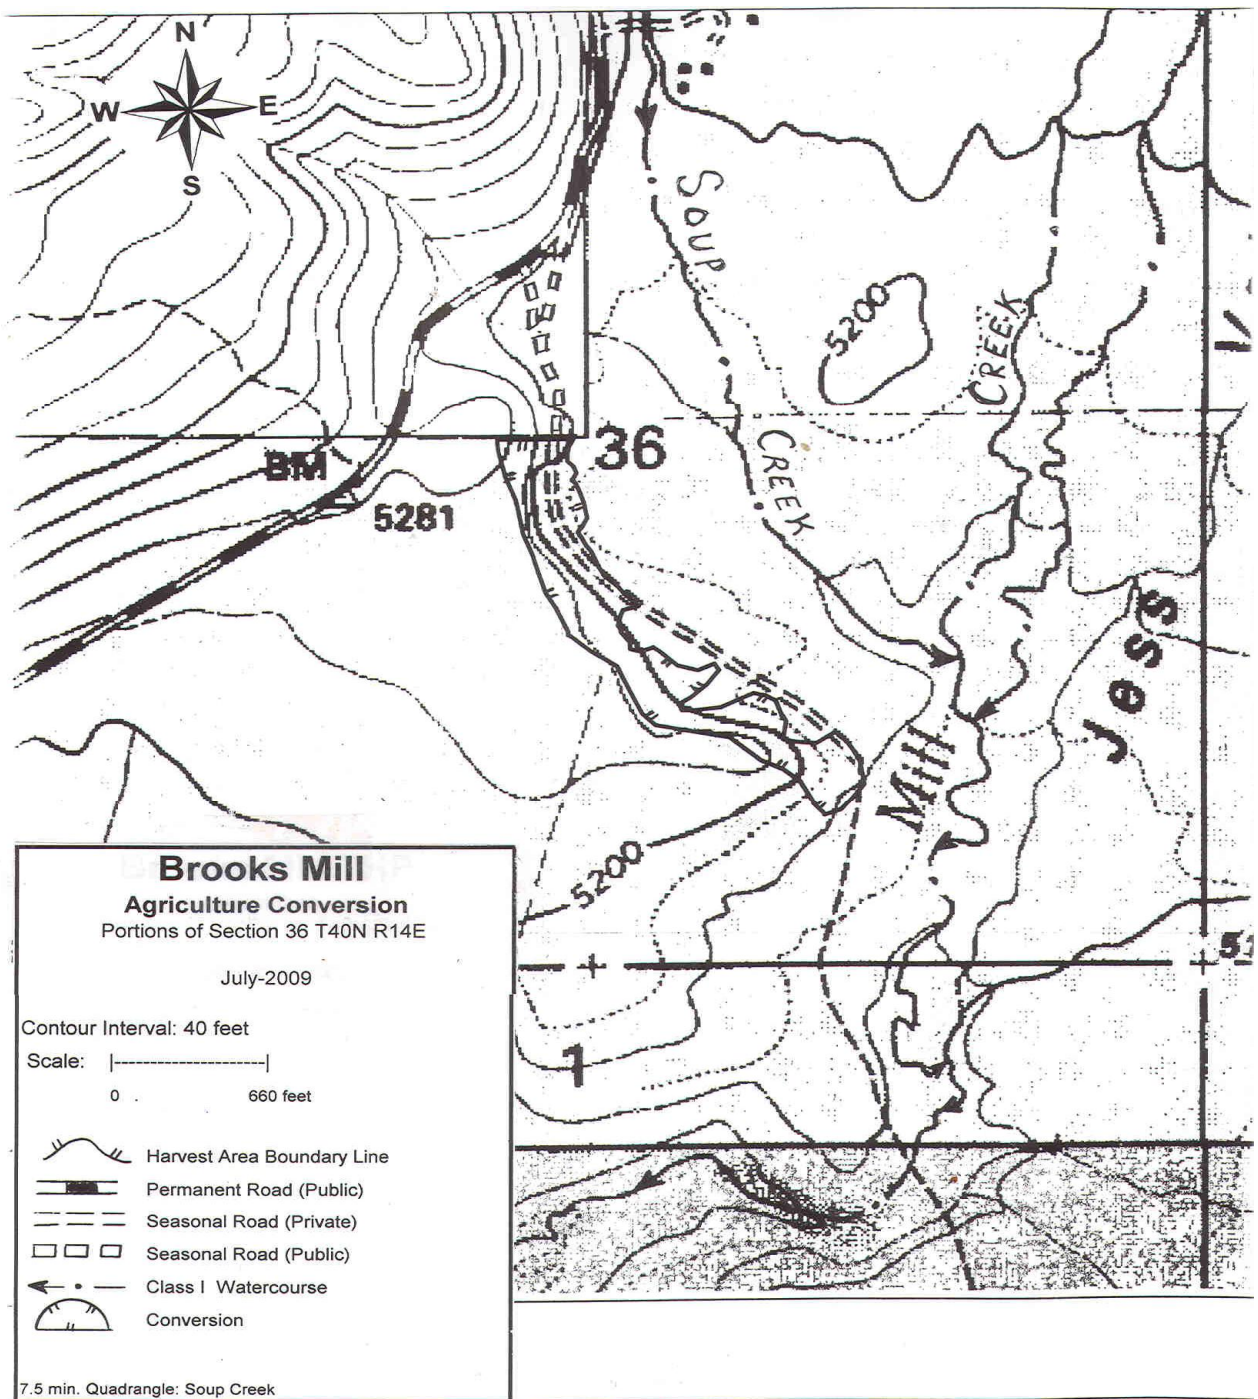 N
W E
S
SOUP
CREEK
5200
CREEK
36
BM
5281
Jess
Mill
5200
1
Brooks Mill
Agriculture Conversion
Portions of Section 36 T40N R14E
July-2009
Contour Interval: 40 feet
Scale: |----------------------|
0 660 feet
Harvest Area Boundary Line
Permanent Road (Public)
Seasonal Road (Private)
Seasonal Road (Public)
Class I Watercourse
Conversion
7.5 min. Quadrangle: Soup Creek